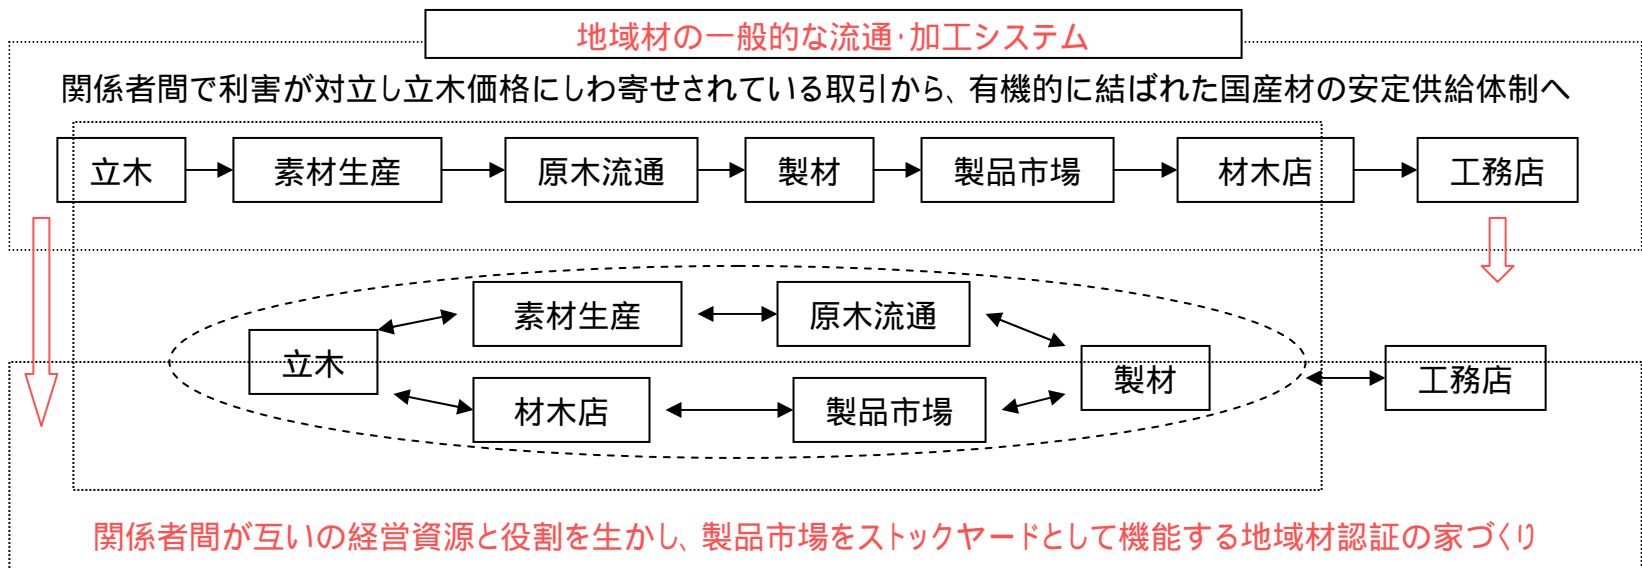 地域材の一般的な流通・加工システム
関係者間で利害が対立し立木価格にしわ寄せされている取引から、有機的に結ばれた国産材の安定供給体制へ
立木 素材生産 原木流通 製材 製品市場 材木店 工務店
素材生産 原木流通
立木 製材 工務店
材木店 製品市場
関係者間が互いの経営資源と役割を生かし、製品市場をストックヤードとして機能する地域材認証の家づくり